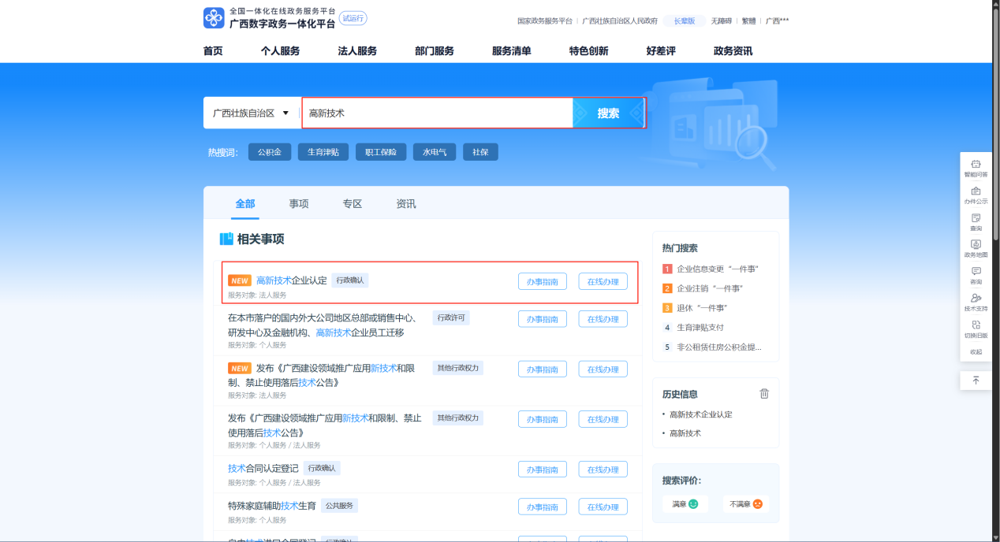 全国一体化在线政务服务平台
广西数字政务一体化平台
试运行
国家政务服务平台 | 广西壮族自治区人民政府 长辈版 无障碍 | 繁體 | 广西***
首页 个人服务 法人服务 部门服务 服务清单 特色创新 好差评 政务资讯
广西壮族自治区 ▼ 高新技术 搜索
热搜词: 公积金 生育津贴 职工保险 水电气 社保
全部 事项 专区 资讯
相关事项
NEW 高新技术企业认定 行政确认 办事指南 在线办理
服务对象: 法人服务
在本市落户的国内外大公司地区总部或销售中心、 行政许可 办事指南 在线办理
研发中心及金融机构、高新技术企业员工迁移
服务对象: 个人服务
NEW 发布《广西建设领域推广应用新技术和限 其他行政权力 办事指南 在线办理
制、禁止使用落后技术公告》
服务对象: 法人服务
发布《广西建设领域推广应用新技术和限制、禁止 其他行政权力 办事指南 在线办理
使用落后技术公告》
服务对象: 个人服务 / 法人服务
技术合同认定登记 行政确认 办事指南 在线办理
服务对象: 个人服务 / 法人服务
特殊家庭辅助技术生育 公共服务 办事指南 在线办理
服务对象: 个人服务
热门搜索
1 企业信息变更“一件事”
2 企业注销“一件事”
3 退休“一件事”
4 生育津贴支付
5 非公租赁住房公积金提...
历史信息
• 高新技术企业认定
• 高新技术
搜索评价:
满意 不满意
智能问答
办件公示
查询
政务地图
咨询
技术支持
切换旧版
收起